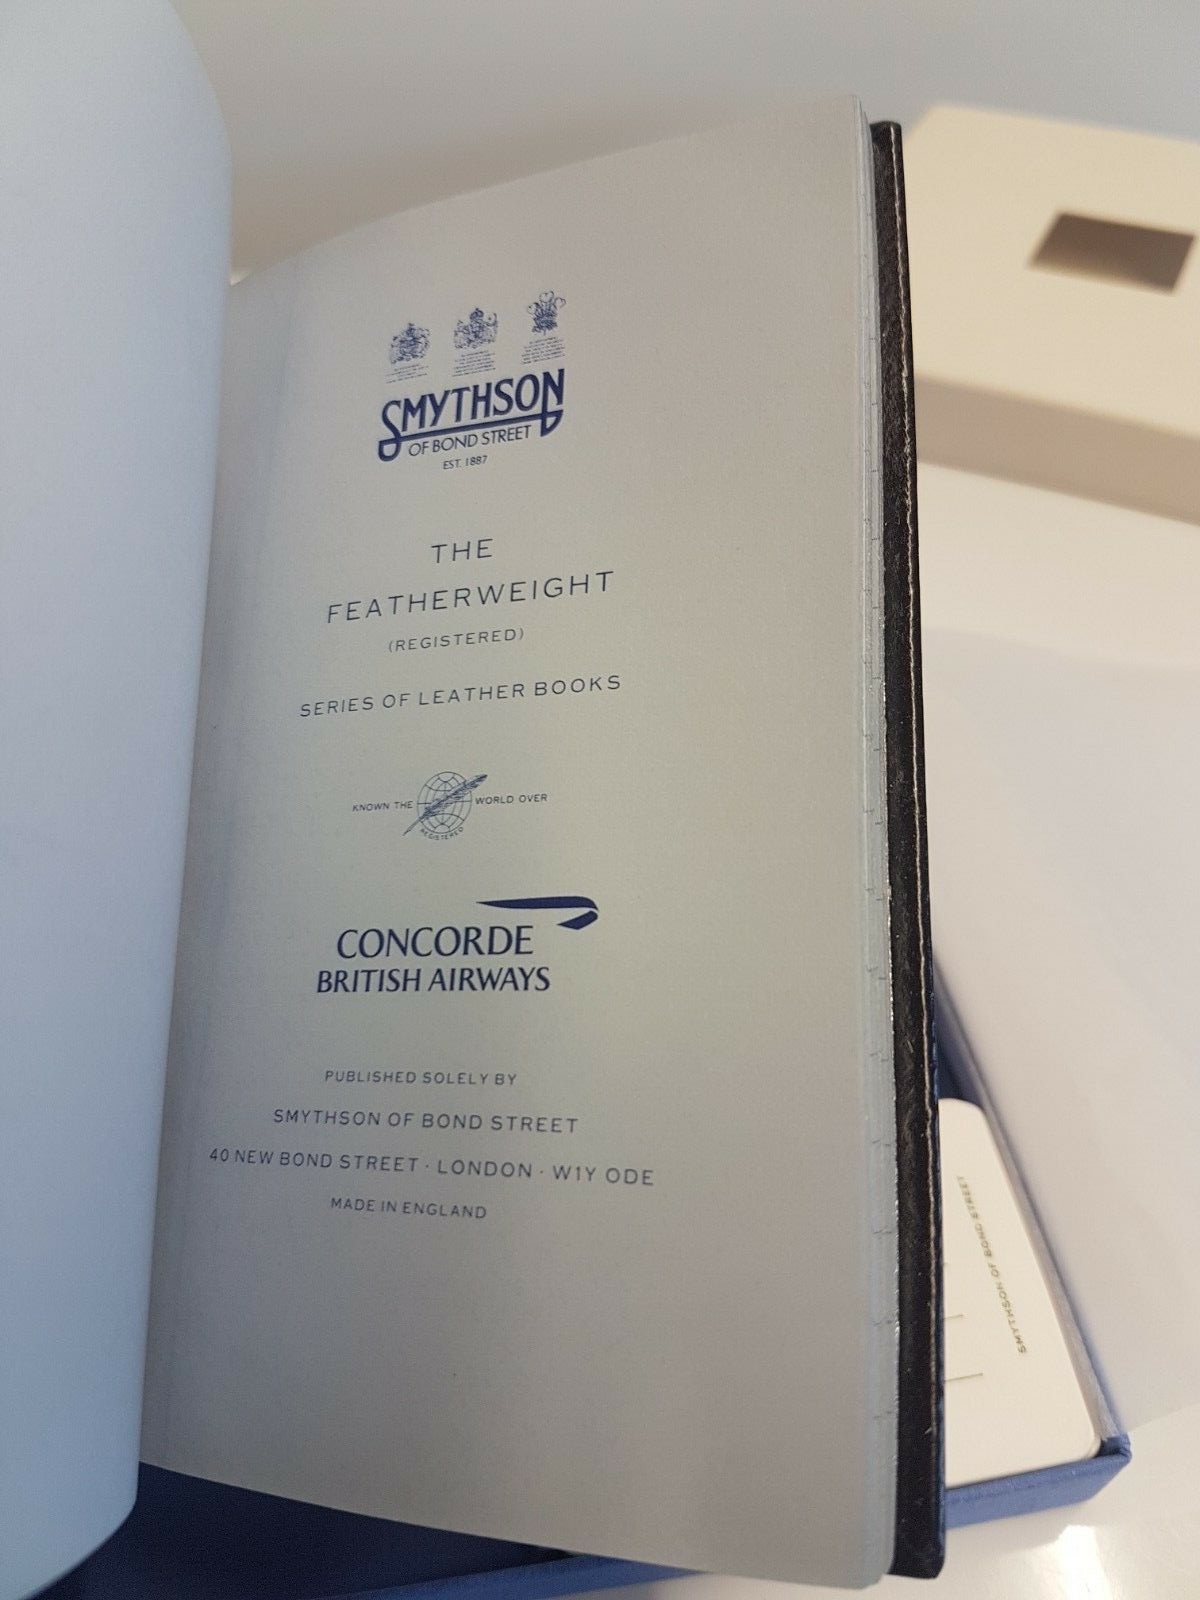 SMYTHSON
OF BOND STREET
EST. 1887
THE
FEATHERWEIGHT
(REGISTERED)
SERIES OF LEATHER BOOKS
KNOWN THE WORLD OVER
REGISTERED
CONCORDE
BRITISH AIRWAYS
PUBLISHED SOLELY BY
SMYTHSON OF BOND STREET
40 NEW BOND STREET · LONDON · W1Y ODE
MADE IN ENGLAND
SMYTHSON OF BOND STREET